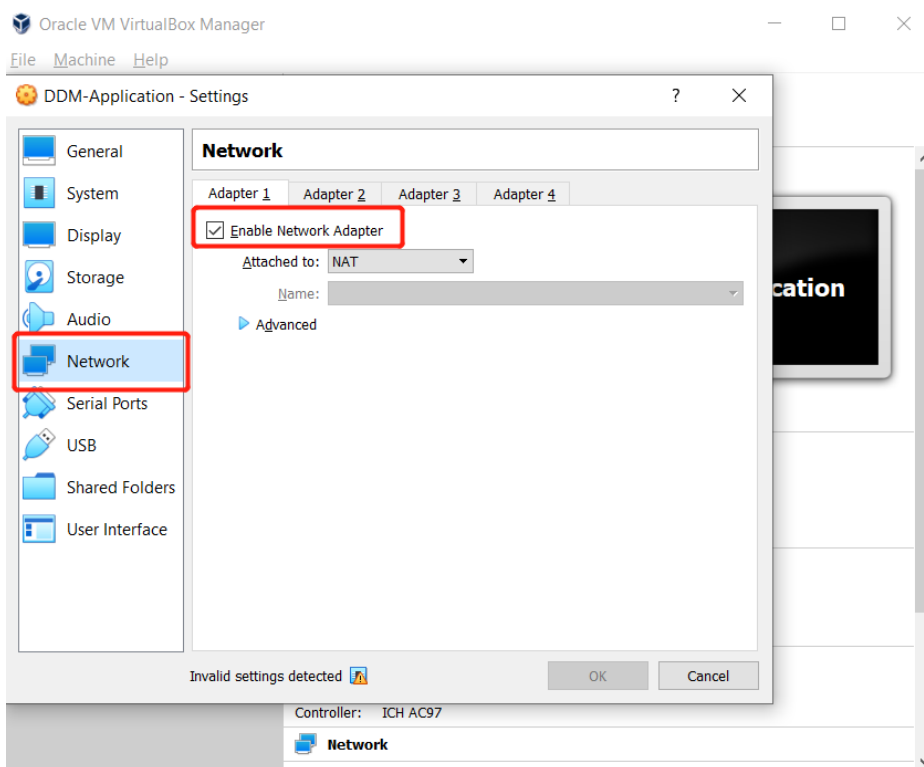 Oracle VM VirtualBox Manager
File Machine Help
DDM-Application - Settings ?
General
System
Display
Storage
Audio
Network
Serial Ports
USB
Shared Folders
User Interface
Network
Adapter 1 Adapter 2 Adapter 3 Adapter 4
Enable Network Adapter
Attached to: NAT
Name:
Advanced
cation
Invalid settings detected OK Cancel
Controller: ICH AC97
Network